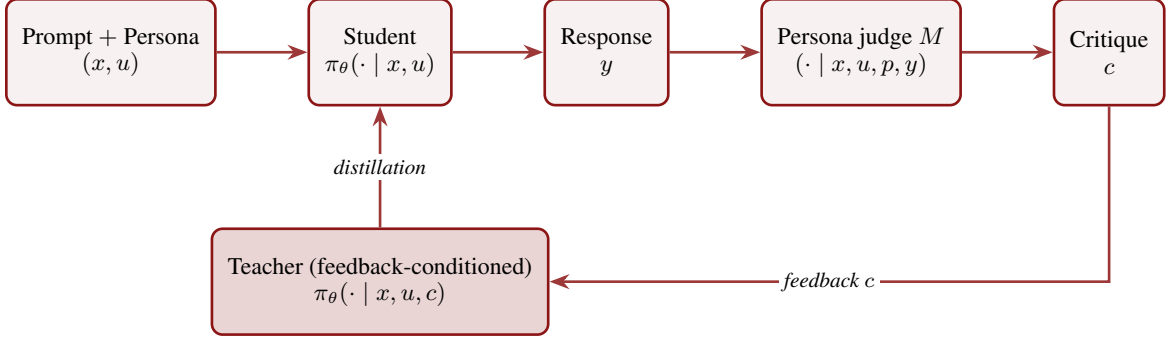 Prompt + Persona
(x, u)
Student
πθ(· | x, u)
Response
y
Persona judge M
(· | x, u, p, y)
Critique
c
distillation
Teacher (feedback-conditioned)
πθ(· | x, u, c)
feedback c